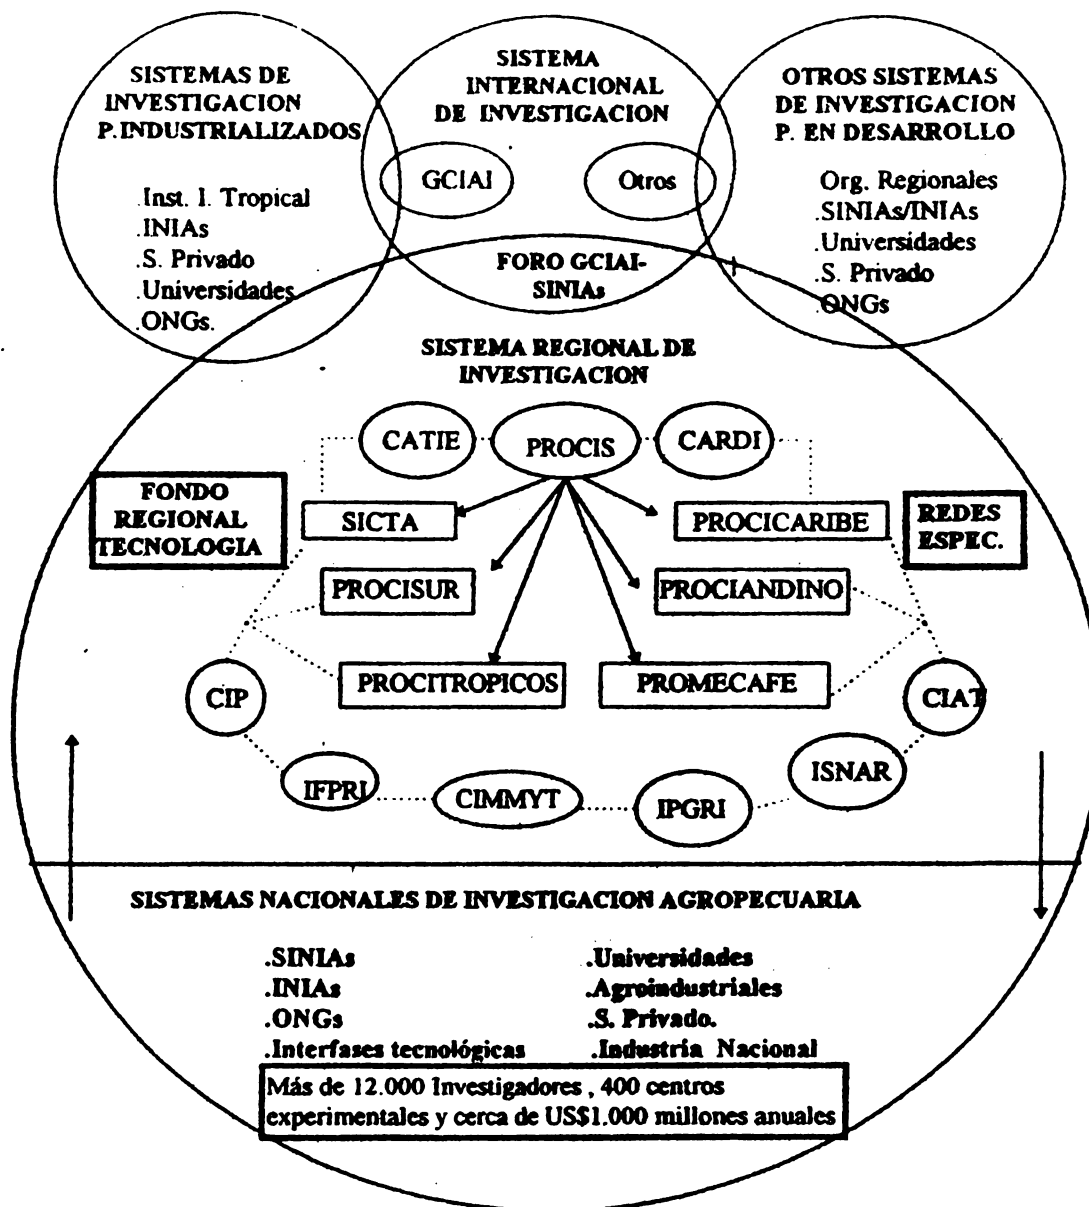 SISTEMAS DE
INVESTIGACION
P.INDUSTRIALIZADOS
.Inst. I. Tropical
.INIAs
.S. Privado
.Universidades
.ONGs.
SISTEMA
INTERNACIONAL
DE INVESTIGACION
GCIAI
Otros
FORO GCIAI-
SINIAs
OTROS SISTEMAS
DE INVESTIGACION
P. EN DESARROLLO
Org. Regionales
.SINIAs/INIAs
.Universidades
.S. Privado
.ONGs
SISTEMA REGIONAL DE
INVESTIGACION
CATIE
PROCIS
CARDI
FONDO
REGIONAL
TECNOLOGIA
SICTA
PROCICARIBE
REDES
ESPEC.
PROCISUR
PROCIANDINO
PROCITROPICOS
PROMECAFE
CIP
CIAT
IFPRI
CIMMYT
IPGRI
ISNAR
SISTEMAS NACIONALES DE INVESTIGACION AGROPECUARIA
.SINIAs
.INIAs
.ONGs
.Interfases tecnológicas
.Universidades
.Agroindustriales
.S. Privado.
.Industria Nacional
Más de 12.000 Investigadores , 400 centros
experimentales y cerca de US$1.000 millones anuales